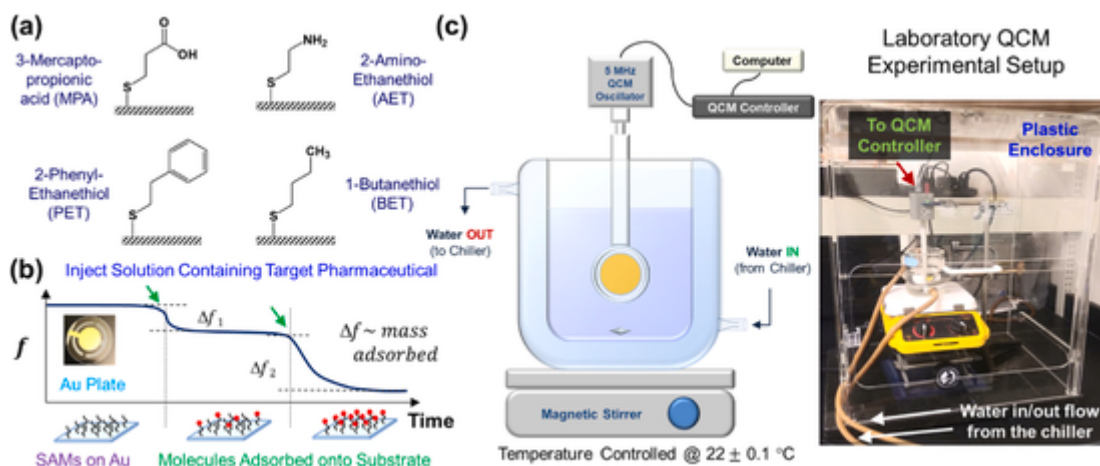 (a)
3-Mercapto-
propionic
acid (MPA)
O
OH
S
NH2
S
2-Amino-
Ethanethiol
(AET)
2-Phenyl-
Ethanethiol
(PET)
S
CH3
S
1-Butanethiol
(BET)
(b)
Inject Solution Containing Target Pharmaceutical
f
Δf1
Δf2
Δf ~ mass
adsorbed
Au Plate
Time
SAMs on Au
Molecules Adsorbed onto Substrate
(c)
5 MHz
QCM
Oscillator
Computer
QCM Controller
Water OUT
(to Chiller)
Water IN
(from Chiller)
Magnetic Stirrer
Temperature Controlled @ 22 ± 0.1 °C
Laboratory QCM
Experimental Setup
To QCM
Controller
Plastic
Enclosure
Water in/out flow
from the chiller